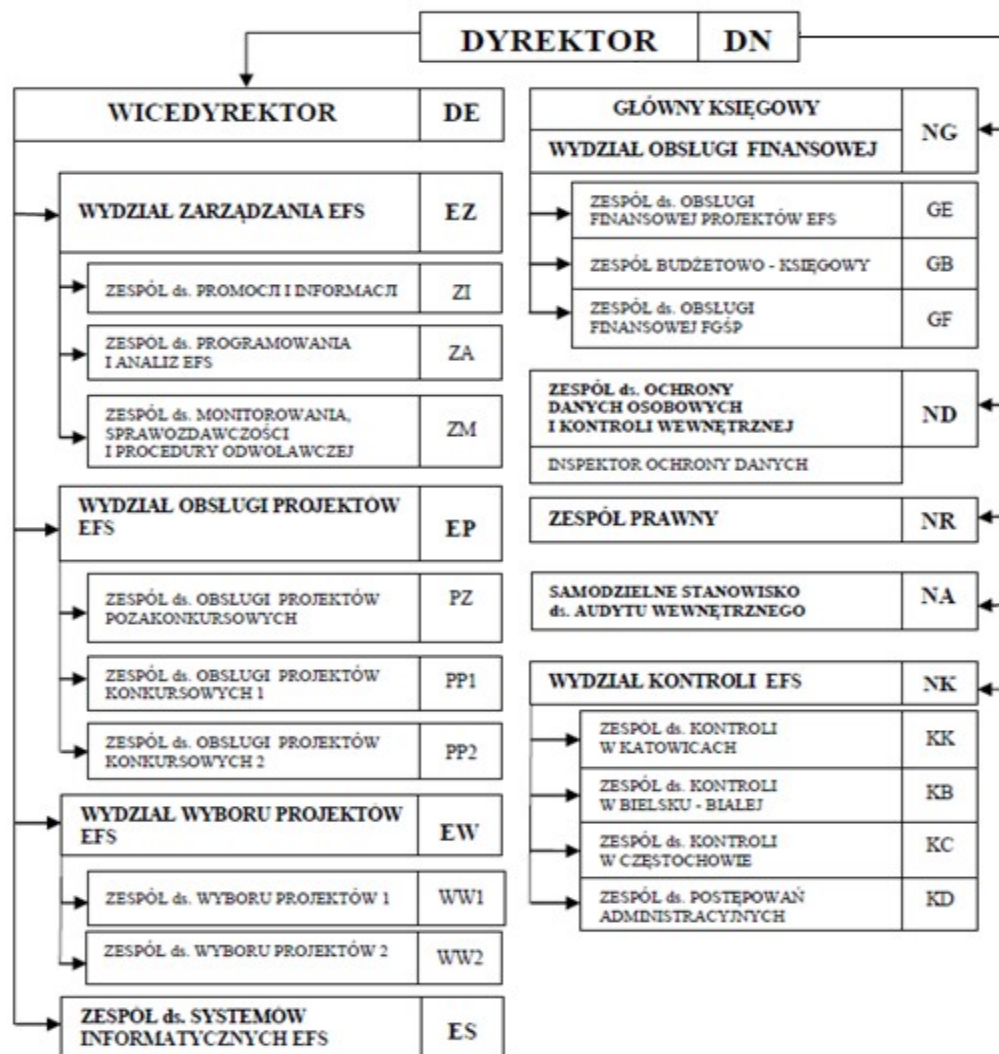 DYREKTOR DN
WICEDYREKTOR DE
WYDZIAŁ ZARZĄDZANIA EFS EZ
ZESPÓŁ ds. PROMOCJI I INFORMACJI ZI
ZESPÓŁ ds. PROGRAMOWANIA
I ANALIZ EFS
ZA
ZESPÓŁ ds. MONITOROWANIA,
SPRAWOZDAWCZOŚCI
I PROCEDURY ODWOŁAWCZEJ
ZM
WYDZIAŁ OBSŁUGI PROJEKTÓW
EFS
EP
ZESPÓŁ ds. OBSŁUGI PROJEKTÓW
POZAKONKURSOWYCH
PZ
ZESPÓŁ ds. OBSŁUGI PROJEKTÓW
KONKURSOWYCH 1
PP1
ZESPÓŁ ds. OBSŁUGI PROJEKTÓW
KONKURSOWYCH 2
PP2
WYDZIAŁ WYBORU PROJEKTÓW
EFS
EW
ZESPÓŁ ds. WYBORU PROJEKTÓW 1 WW1
ZESPÓŁ ds. WYBORU PROJEKTÓW 2 WW2
ZESPÓŁ ds. SYSTEMÓW
INFORMATYCZNYCH EFS
ES
GŁÓWNY KSIĘGOWY
WYDZIAŁ OBSŁUGI FINANSOWEJ
NG
ZESPÓŁ ds. OBSŁUGI
FINANSOWEJ PROJEKTÓW EFS
GE
ZESPÓŁ BUDŻETOWO - KSIĘGOWY GB
ZESPÓŁ ds. OBSŁUGI
FINANSOWEJ FGŚP
GF
ZESPÓŁ ds. OCHRONY
DANYCH OSOBOWYCH
I KONTROLI WEWNĘTRZNEJ
ND
INSPEKTOR OCHRONY DANYCH
ZESPÓŁ PRAWNY NR
SAMODZIELNE STANOWISKO
ds. AUDYTU WEWNĘTRZNEGO
NA
WYDZIAŁ KONTROLI EFS NK
ZESPÓŁ ds. KONTROLI
W KATOWICACH
KK
ZESPÓŁ ds. KONTROLI
W BIELSKU - BIAŁEJ
KB
ZESPÓŁ ds. KONTROLI
W CZĘSTOCHOWIE
KC
ZESPÓŁ ds. POSTĘPOWAŃ
ADMINISTRACYJNYCH
KD